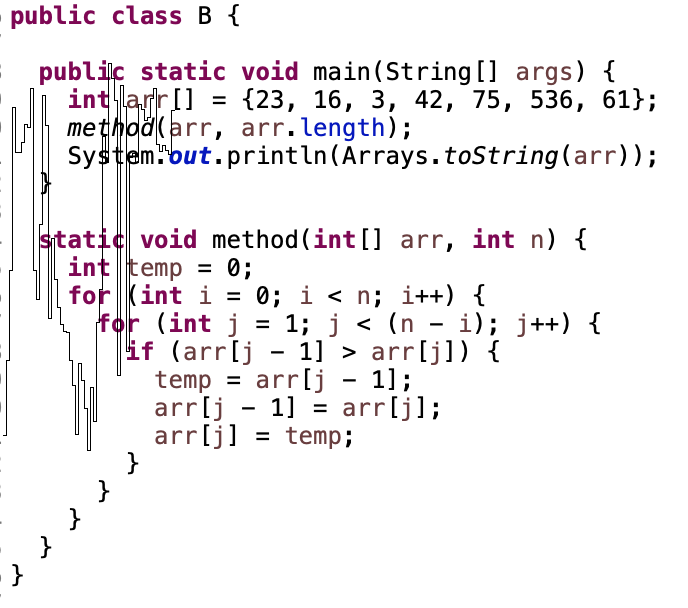 public class B {
public static void main(String[] args) {
int arr[] = {23, 16, 3, 42, 75, 536, 61};
method(arr, arr.length);
System.out.println(Arrays.toString(arr));
}
static void method(int[] arr, int n) {
int temp = 0;
for (int i = 0; i < n; i++) {
for (int j = 1; j < (n - i); j++) {
if (arr[j - 1] > arr[j]) {
temp = arr[j - 1];
arr[j - 1] = arr[j];
arr[j] = temp;
}
}
}
}
}